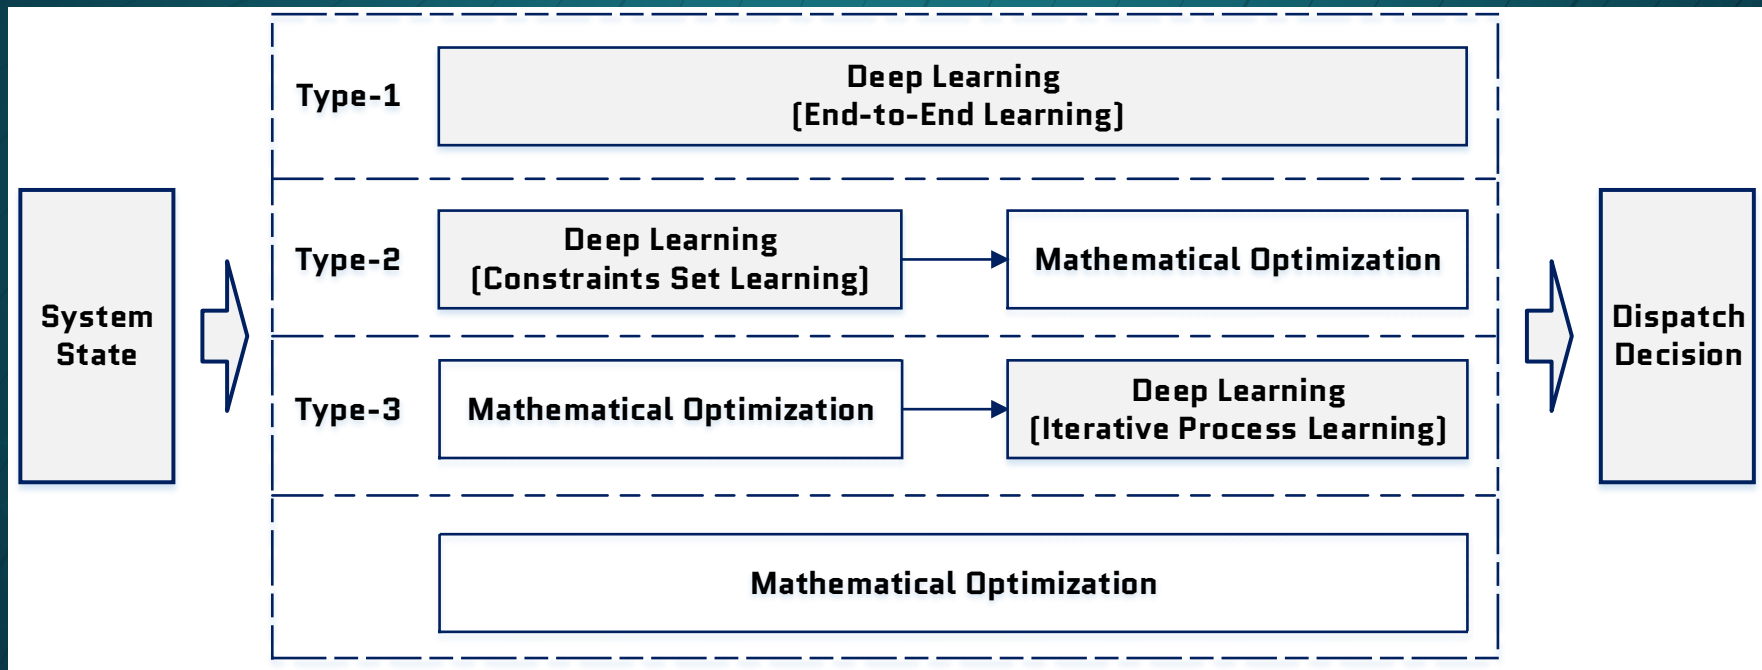 System
State
Type-1
Deep Learning
[End-to-End Learning]
Type-2
Deep Learning
[Constraints Set Learning]
Mathematical Optimization
Type-3
Mathematical Optimization
Deep Learning
[Iterative Process Learning]
Mathematical Optimization
Dispatch
Decision